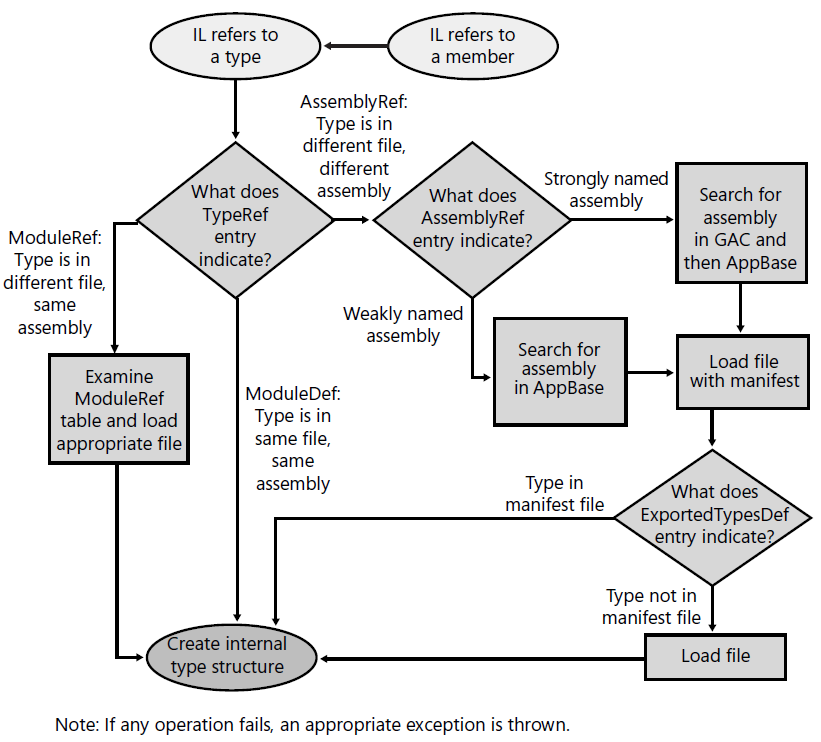 IL refers to
a type
IL refers to
a member
AssemblyRef:
Type is in
different file,
different
assembly
What does
TypeRef
entry
indicate?
What does
AssemblyRef
entry indicate?
Strongly named
assembly
Search for
assembly
in GAC and
then AppBase
ModuleRef:
Type is in
different file,
same
assembly
Weakly named
assembly
Search for
assembly
in AppBase
Load file
with manifest
Examine
ModuleRef
table and load
appropriate file
ModuleDef:
Type is in
same file,
same
assembly
Type in
manifest file
What does
ExportedTypesDef
entry indicate?
Type not in
manifest file
Create internal
type structure
Load file
Note: If any operation fails, an appropriate exception is thrown.